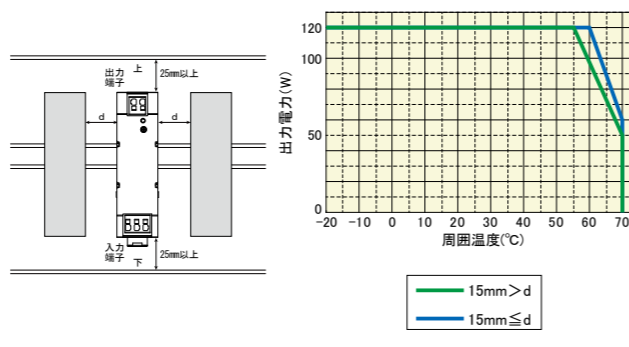 出力
端子
上
25mm以上
d
d
入力
端子
下
25mm以上
出力電力(W)
120
100
50
0
-20
-10
0
10
20
30
40
50
60
70
周囲温度(℃)
15mm＞d
15mm≦d